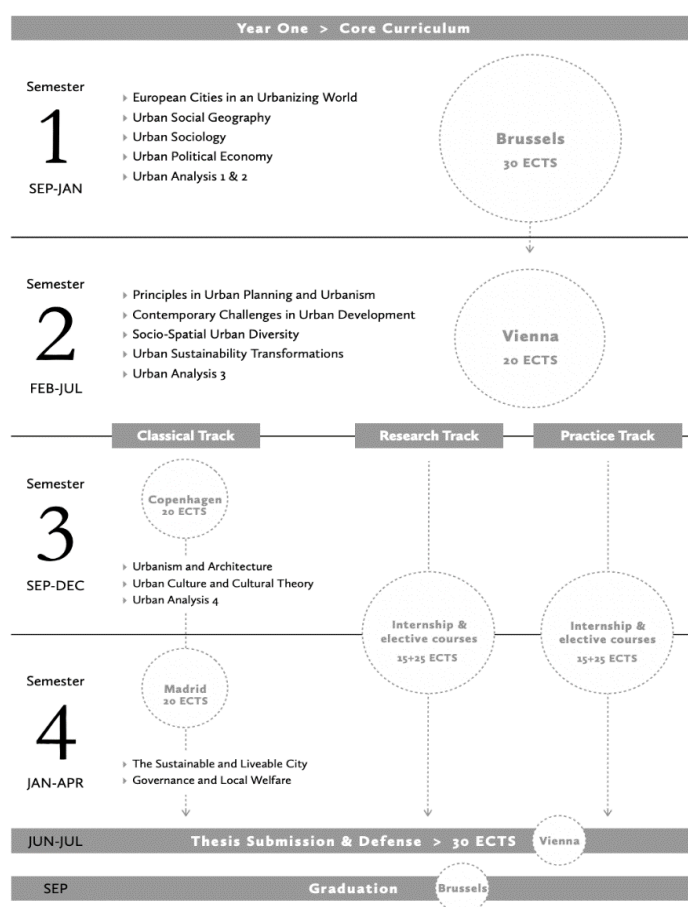 Year One > Core Curriculum
Semester
1
SEP-JAN
European Cities in an Urbanizing World
Urban Social Geography
Urban Sociology
Urban Political Economy
Urban Analysis 1 & 2
Brussels
30 ECTS
Semester
2
FEB-JUL
Principles in Urban Planning and Urbanism
Contemporary Challenges in Urban Development
Socio-Spatial Urban Diversity
Urban Sustainability Transformations
Urban Analysis 3
Vienna
20 ECTS
Classical Track
Research Track
Practice Track
Semester
3
SEP-DEC
Copenhagen
20 ECTS
Urbanism and Architecture
Urban Culture and Cultural Theory
Urban Analysis 4
Internship &
elective courses
15+25 ECTS
Internship &
elective courses
15+25 ECTS
Semester
4
JAN-APR
Madrid
20 ECTS
The Sustainable and Liveable City
Governance and Local Welfare
JUN-JUL
Thesis Submission & Defense > 30 ECTS
Vienna
SEP
Graduation
Brussels